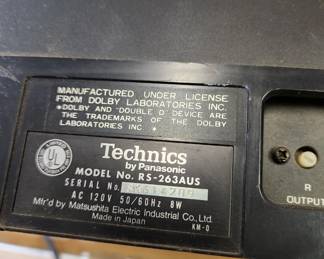 MANUFACTURED UNDER LICENSE
FROM DOLBY LABORATORIES INC.
*DOLBY AND "DOUBLE D" DEVICE ARE
THE TRADEMARKS OF THE DOLBY
LABORATORIES INC. *
UL
Technics
by Panasonic
MODEL No. RS-263AUS
SERIAL No.
AC 120V 50/60Hz 8W
Mfr'd by Matsushita Electric Industrial Co., Ltd.
Made in Japan
KM-0
R
OUTPUT